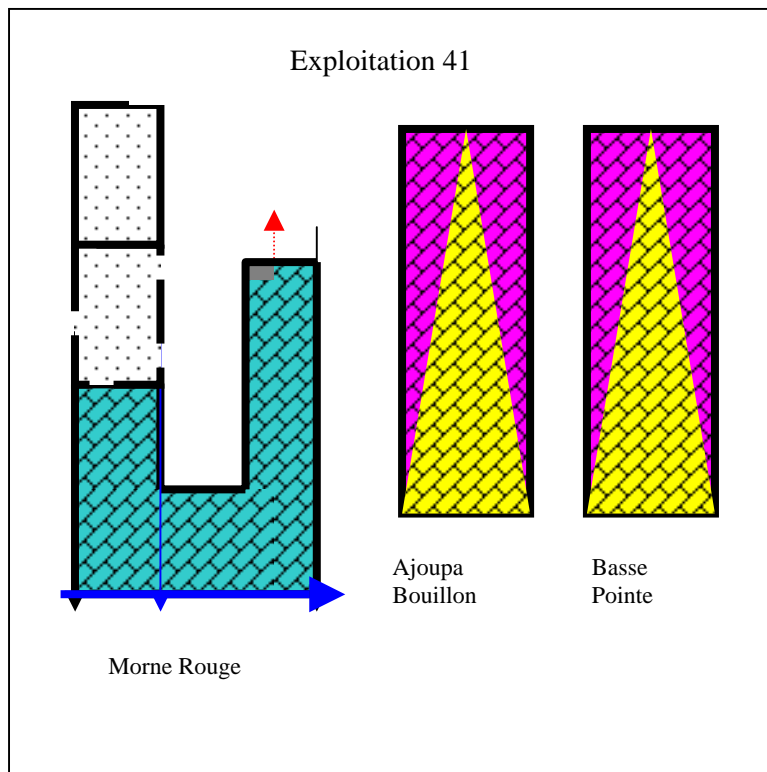 Exploitation 41
Ajoupa
Bouillon
Basse
Pointe
Morne Rouge